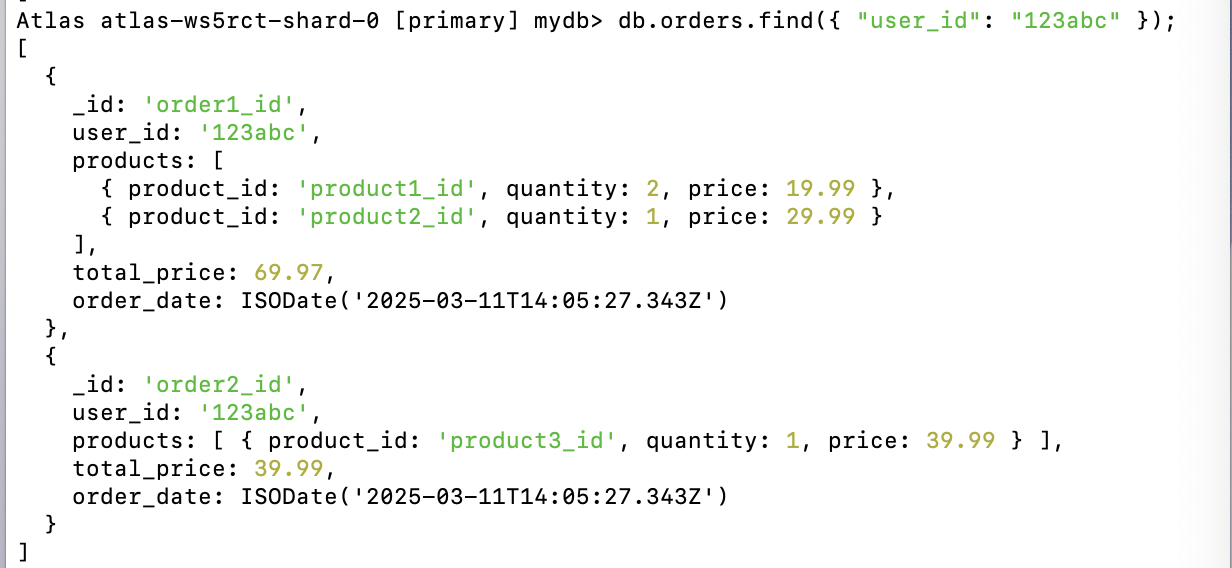 Atlas atlas-ws5rct-shard-0 [primary] mydb> db.orders.find({ "user_id": "123abc" });
[
  {
    _id: 'order1_id',
    user_id: '123abc',
    products: [
      { product_id: 'product1_id', quantity: 2, price: 19.99 },
      { product_id: 'product2_id', quantity: 1, price: 29.99 }
    ],
    total_price: 69.97,
    order_date: ISODate('2025-03-11T14:05:27.343Z')
  },
  {
    _id: 'order2_id',
    user_id: '123abc',
    products: [ { product_id: 'product3_id', quantity: 1, price: 39.99 } ],
    total_price: 39.99,
    order_date: ISODate('2025-03-11T14:05:27.343Z')
  }
]